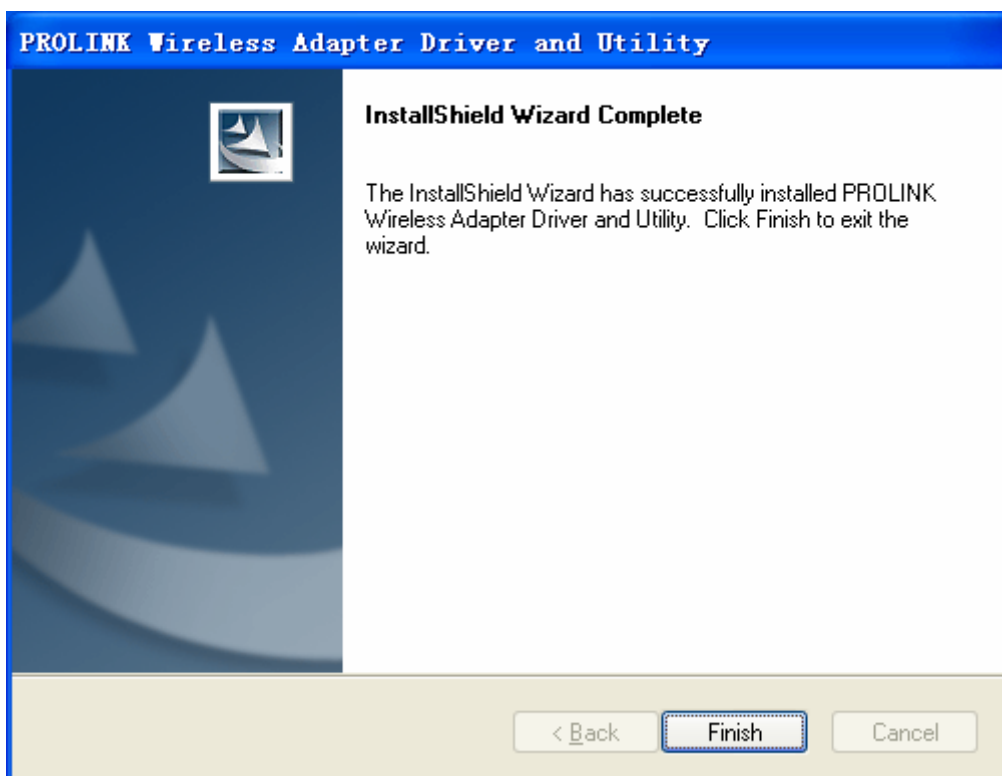 PROLINK Wireless Adapter Driver and Utility
InstallShield Wizard Complete
The InstallShield Wizard has successfully installed PROLINK
Wireless Adapter Driver and Utility.  Click Finish to exit the
wizard.
< Back
Finish
Cancel